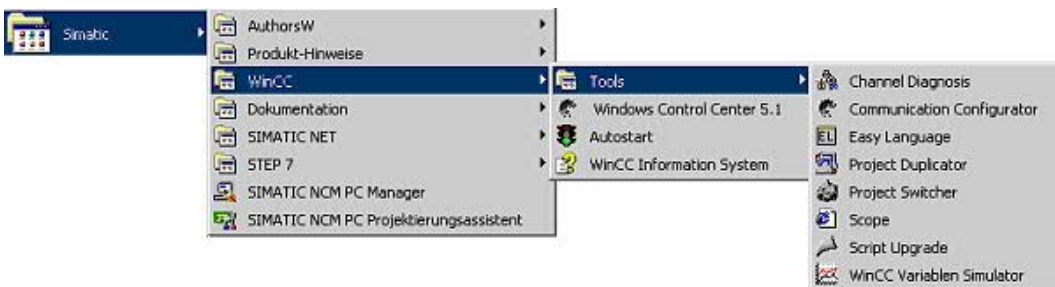 Simatic
AuthorsW
Produkt-Hinweise
WinCC
Dokumentation
SIMATIC NET
STEP 7
SIMATIC NCM PC Manager
SIMATIC NCM PC Projektierungsassistent
Tools
Windows Control Center 5.1
Autostart
WinCC Information System
Channel Diagnosis
Communication Configurator
EL Easy Language
Project Duplicator
Project Switcher
Scope
Script Upgrade
WinCC Variablen Simulator